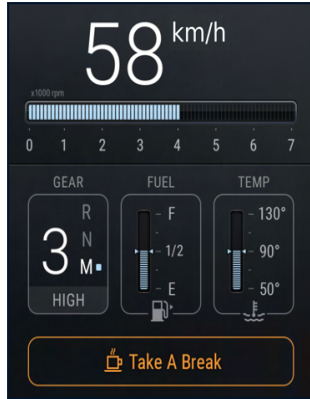 58 km/h
x1000 rpm
0 1 2 3 4 5 6 7
GEAR FUEL TEMP
R
3
N
M
HIGH
F
1/2
E
130°
90°
50°
Take A Break